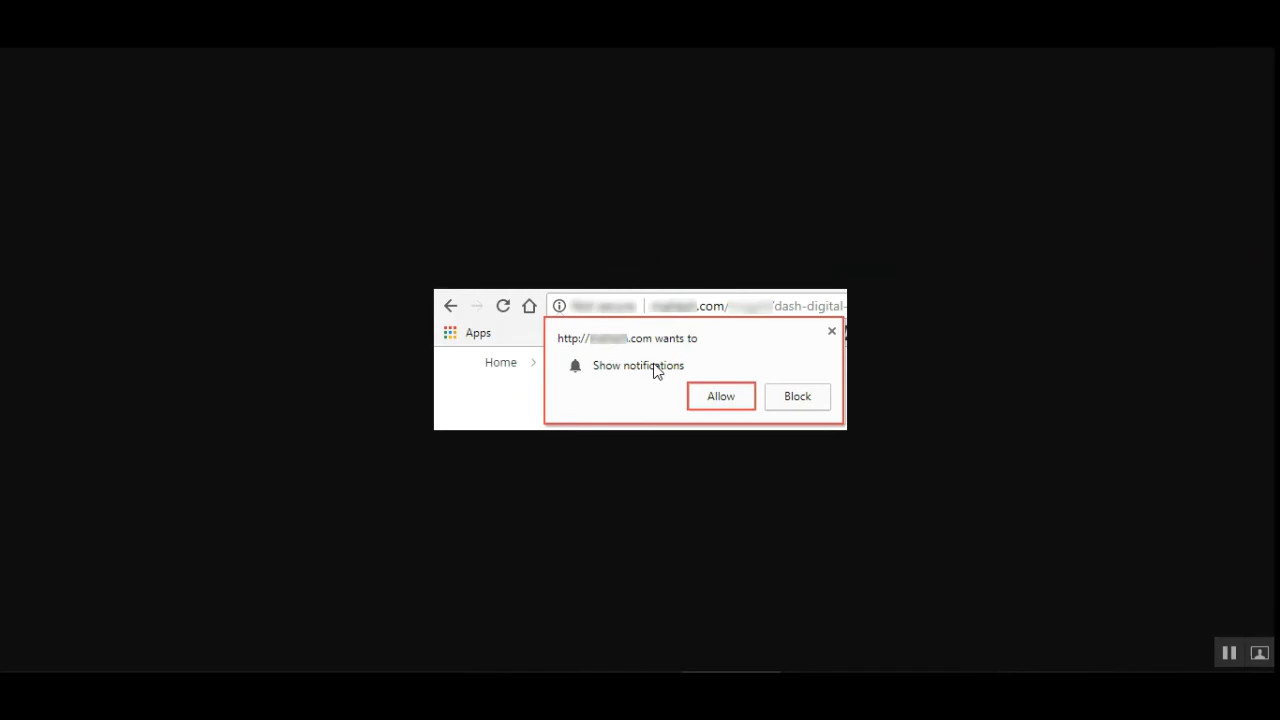 .com/ /dash-digital-
Apps
http:// .com wants to
Show notifications
Home
Allow Block